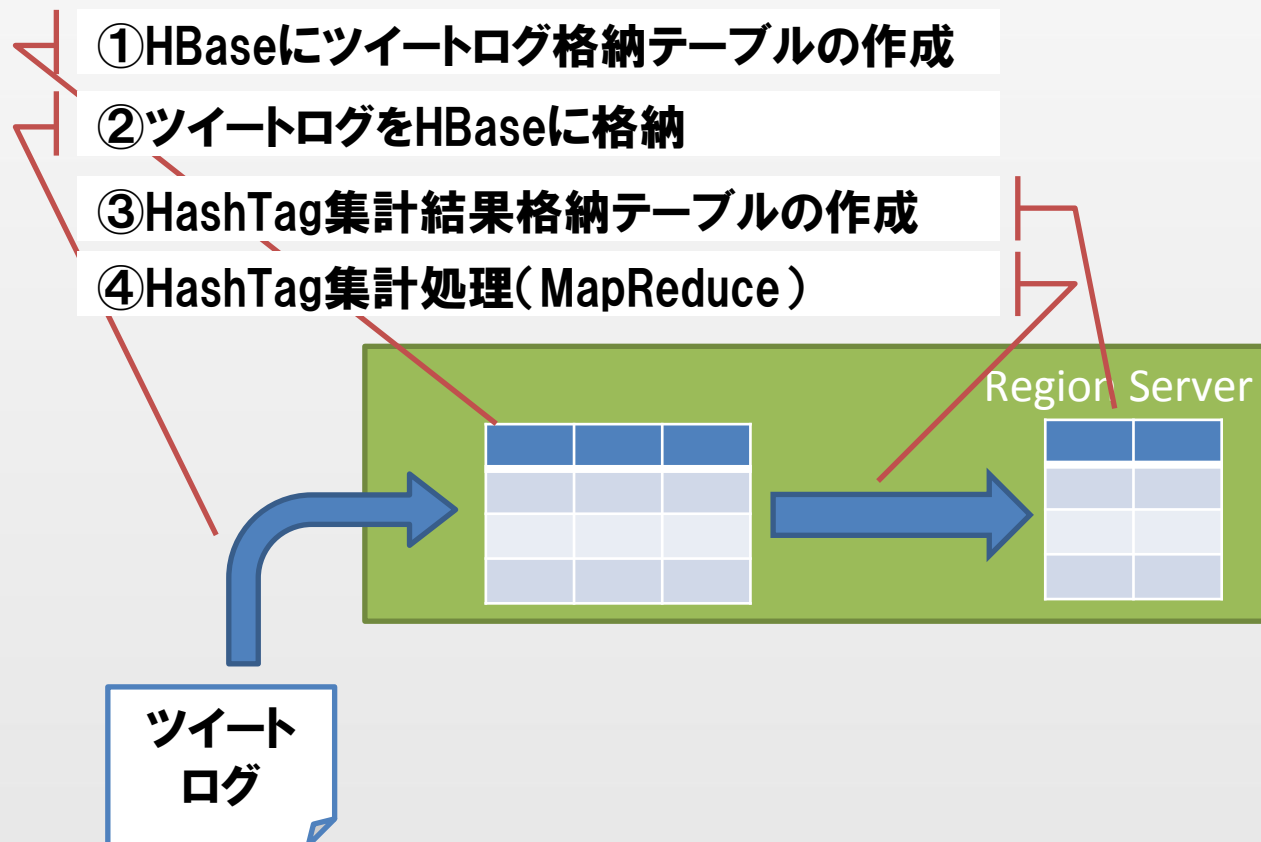 ①HBaseにツイートログ格納テーブルの作成
②ツイートログをHBaseに格納
③HashTag集計結果格納テーブルの作成
④HashTag集計処理（MapReduce）
Region Server
ツイート
ログ